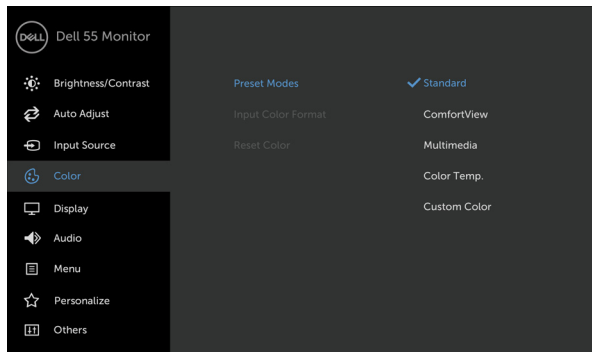 DELL Dell 55 Monitor
Brightness/Contrast
Auto Adjust
Input Source
Color
Display
Audio
Menu
Personalize
Others
Preset Modes
Input Color Format
Reset Color
Standard
ComfortView
Multimedia
Color Temp.
Custom Color